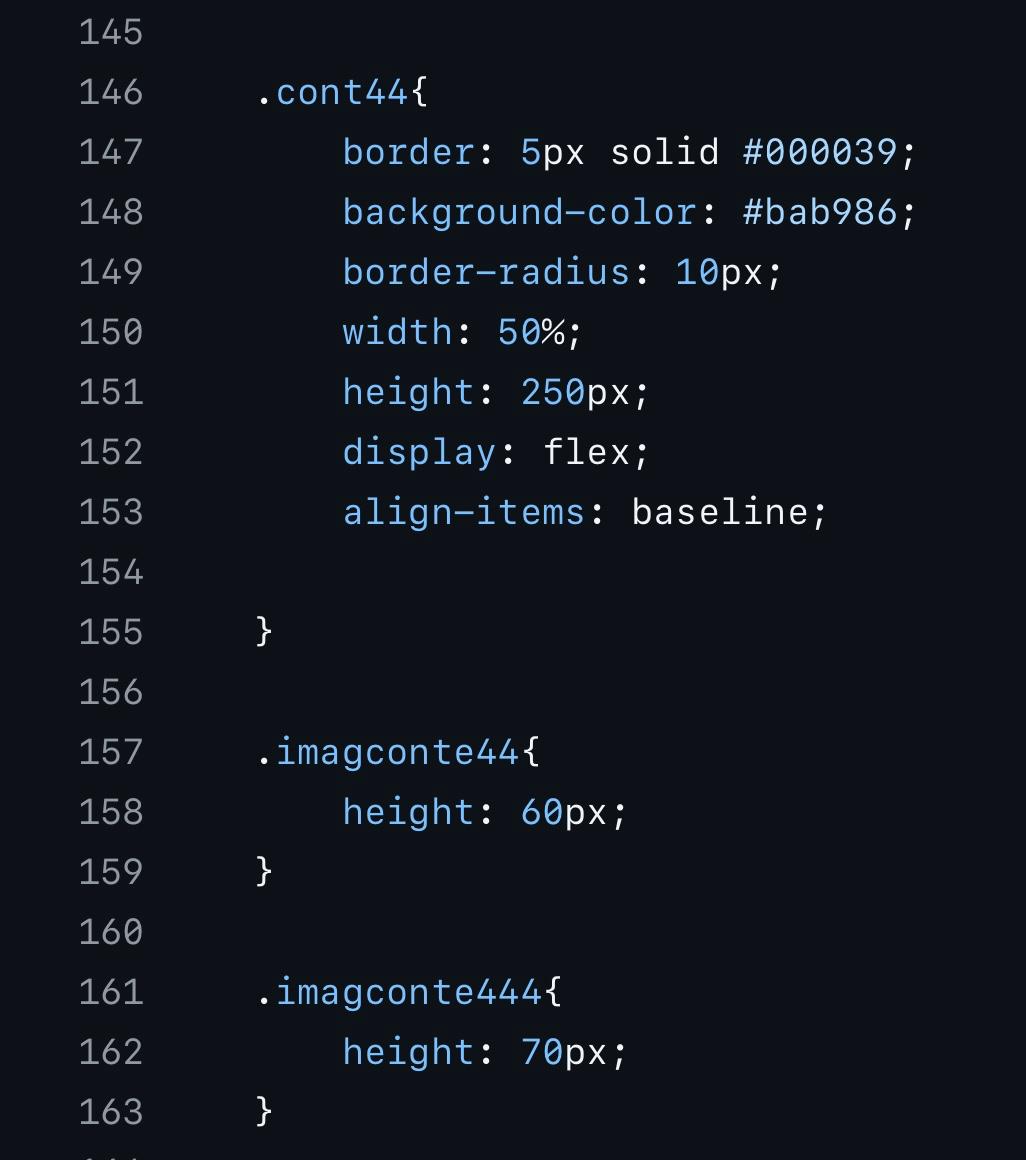 145
146 .cont44{
147 border: 5px solid #000039;
148 background-color: #bab986;
149 border-radius: 10px;
150 width: 50%;
151 height: 250px;
152 display: flex;
153 align-items: baseline;
154
155 }
156
157 .imagconte44{
158 height: 60px;
159 }
160
161 .imagconte444{
162 height: 70px;
163 }